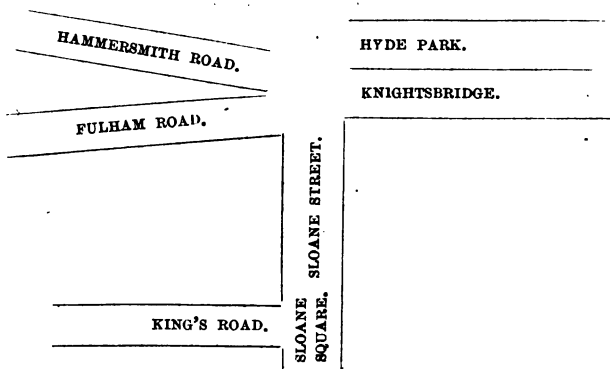 HAMMERSMITH ROAD.
HYDE PARK.
KNIGHTSBRIDGE.
FULHAM ROAD.
SLOANE STREET.
KING'S ROAD.
SLOANE
SQUARE.